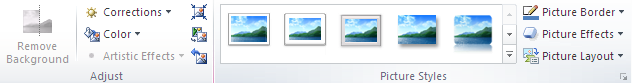 Remove
Background
Corrections
Color
Artistic Effects
Adjust
Picture Styles
Picture Border
Picture Effects
Picture Layout